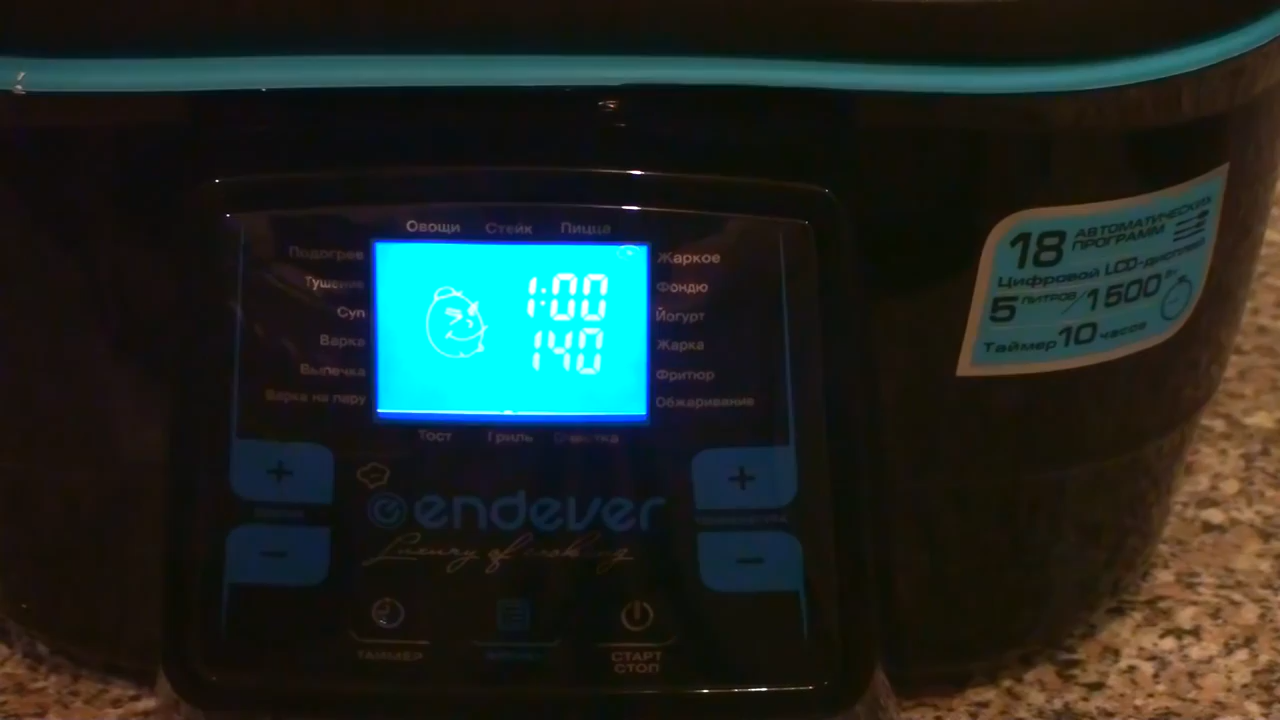 Овощи Стейк Пицца
Подогрев
Тушение
Суп
Варка
Выпечка
Варка на пару
1:00
140
Жаркое
Фондю
Йогурт
Жарка
Фритюр
Обжаривание
Тост Гриль
+
+
endever
ТЕМПЕРАТУРА
Luxury of cooking
−
−
ТАЙМЕР
СТАРТ
СТОП
18 АВТОМАТИЧЕСКИХ
ПРОГРАММ
Цифровой LCD-дисплей
5 ЛИТРОВ/1500 Вт
Таймер 10 часов